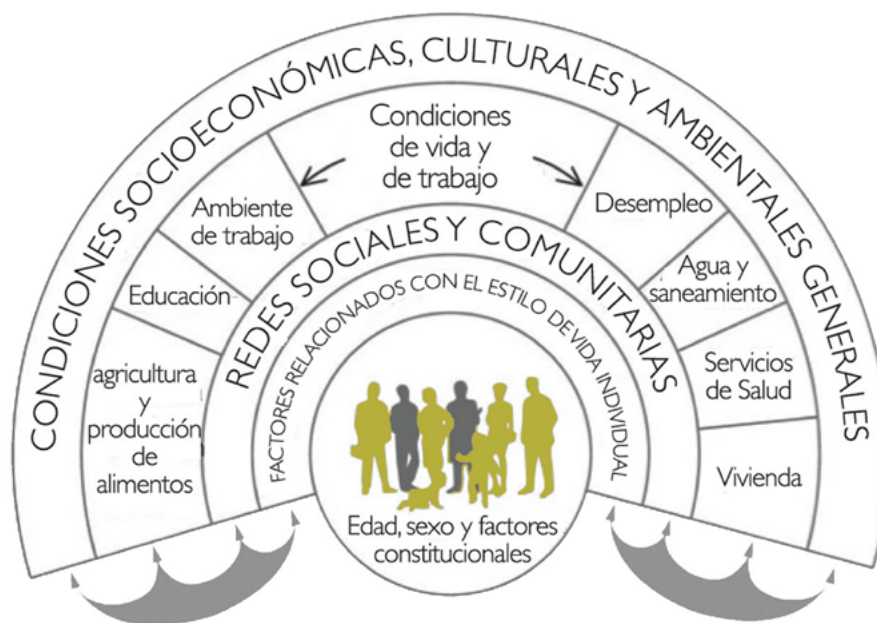 CONDICIONES SOCIOECONÓMICAS, CULTURALES Y AMBIENTALES GENERALES
Condiciones
de vida y
de trabajo
Ambiente
de trabajo
Desempleo
Educación
Agua y
saneamiento
agricultura
y
producción
de
alimentos
Servicios
de Salud
Vivienda
REDES SOCIALES Y COMUNITARIAS
FACTORES RELACIONADOS CON EL ESTILO DE VIDA INDIVIDUAL
Edad, sexo y factores
constitucionales